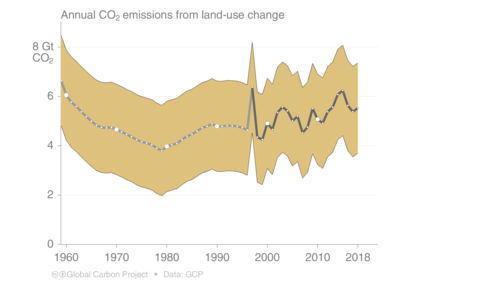 Annual CO₂ emissions from land-use change
8 Gt
CO₂
6
4
2
0
1960 1970 1980 1990 2000 2010 2018
Global Carbon Project • Data: GCP